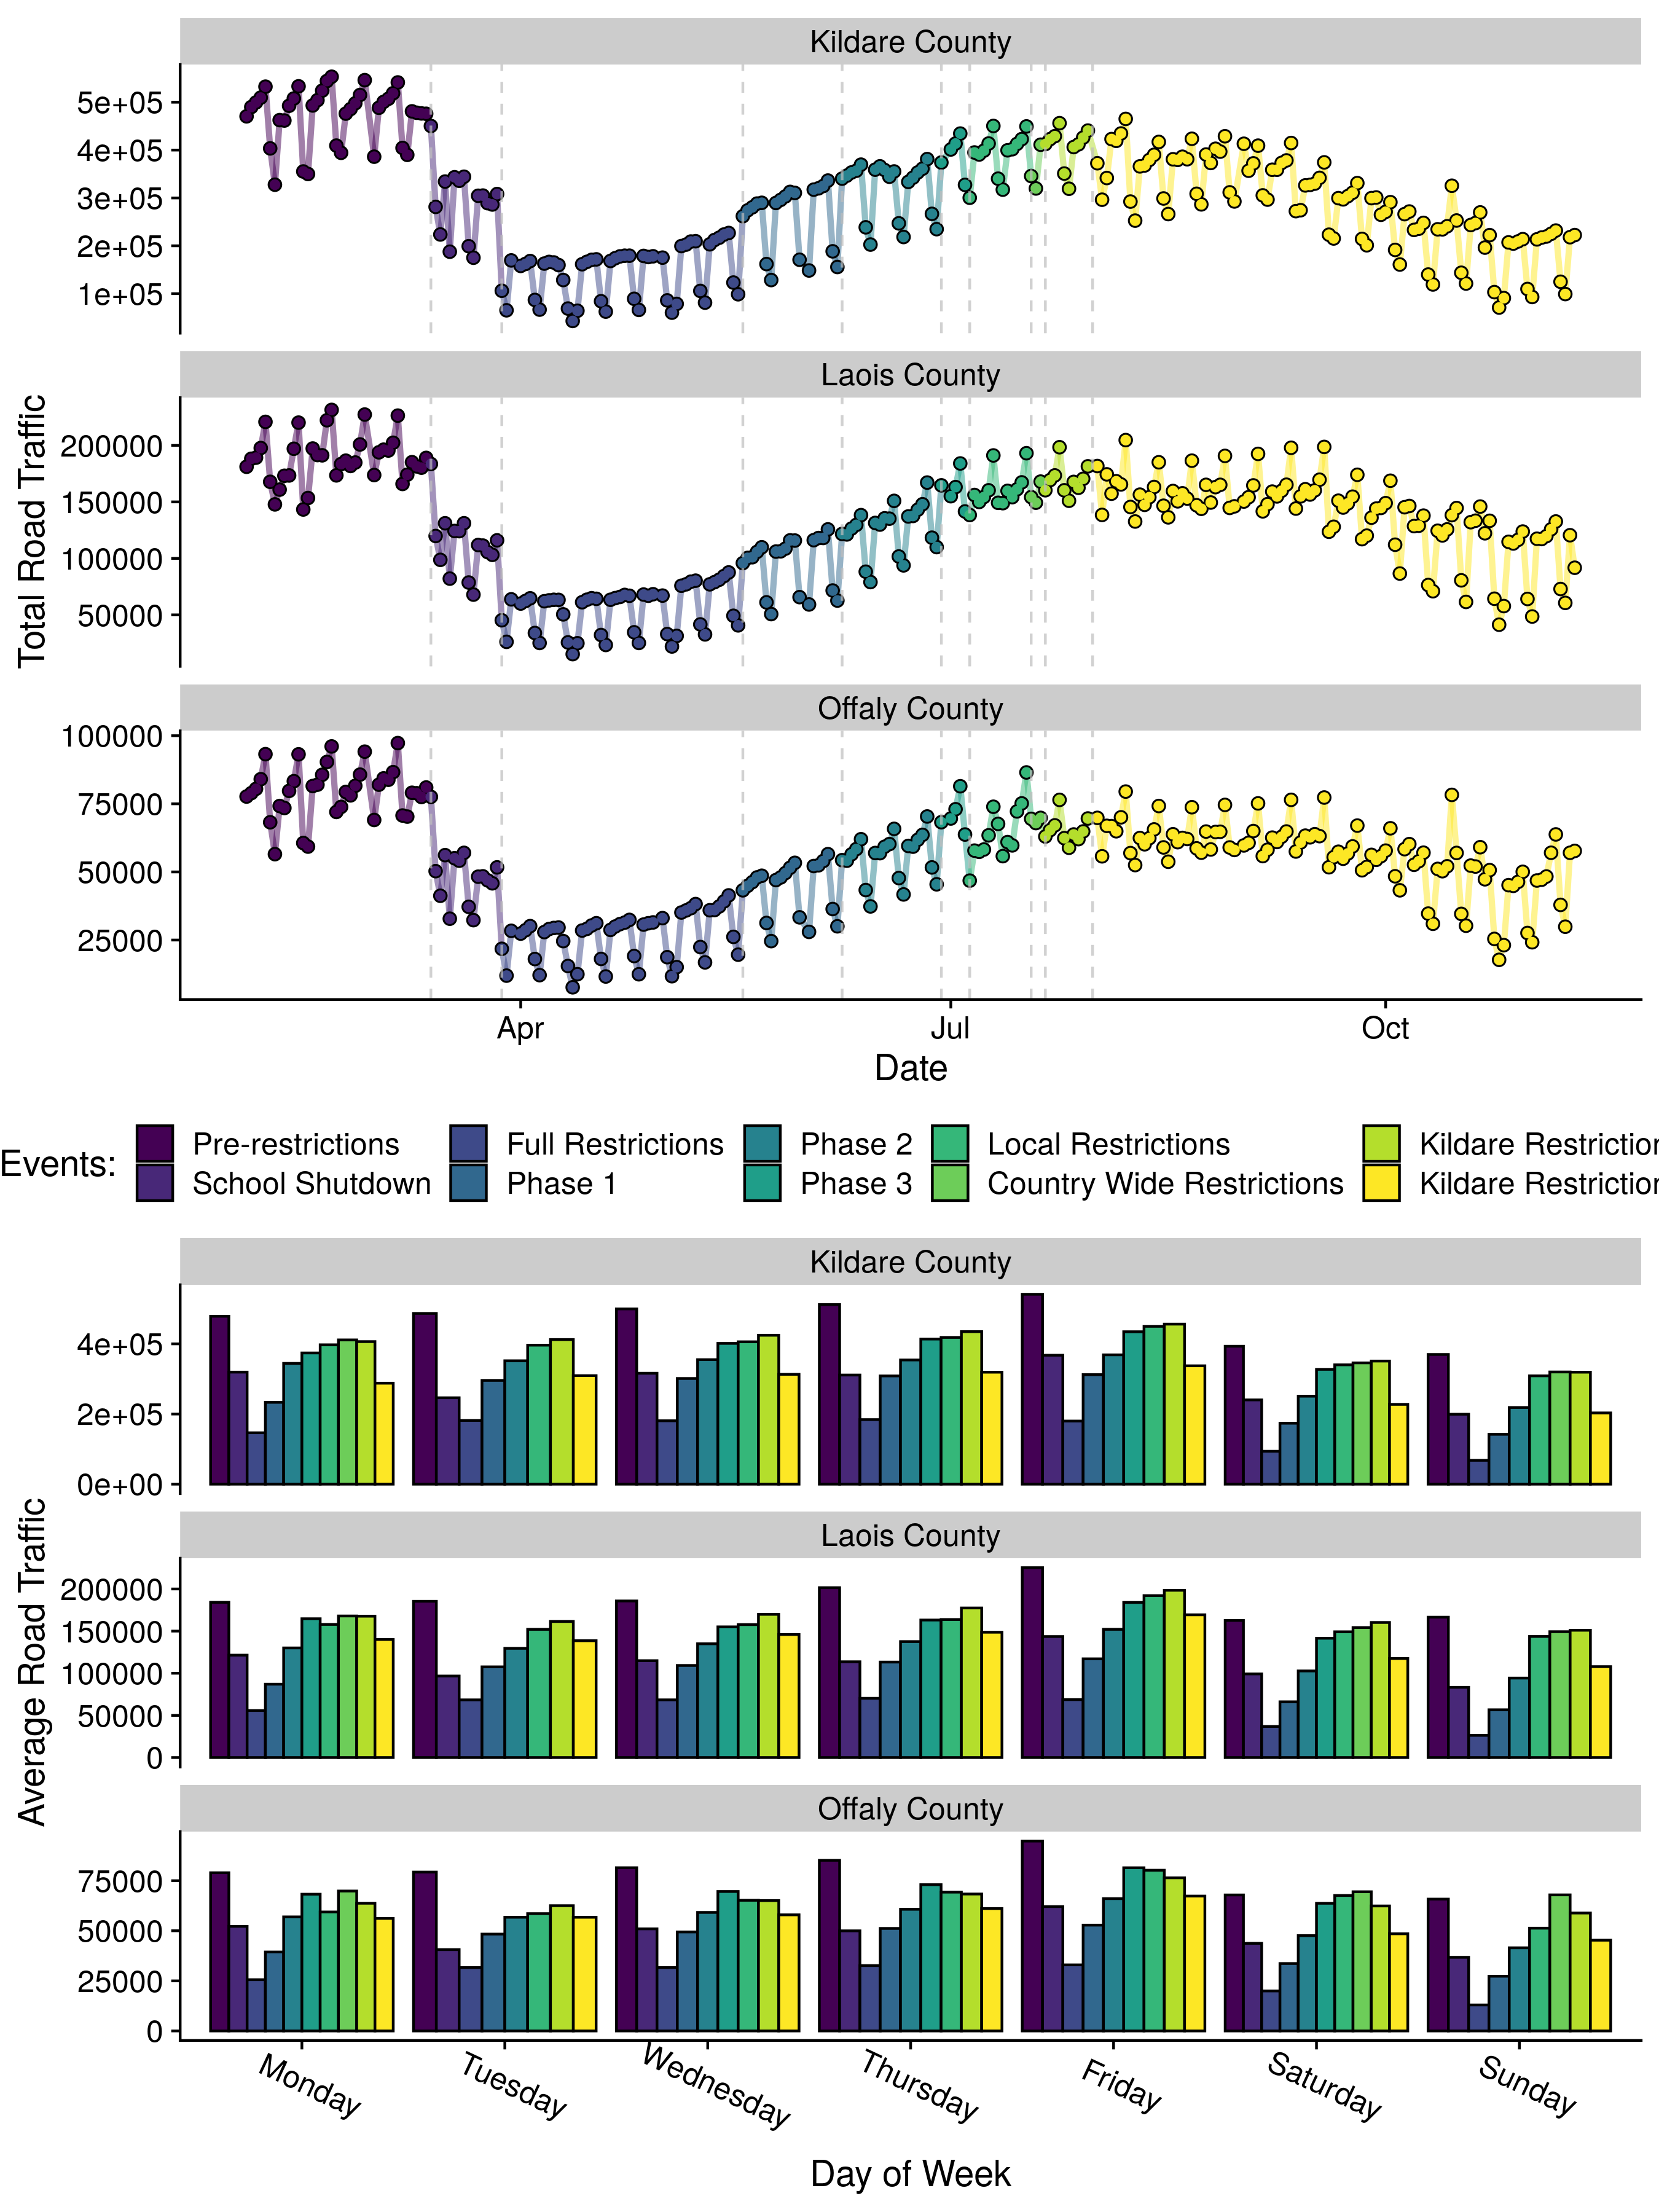 Kildare County
5e+05
4e+05
3e+05
2e+05
1e+05
Laois County
200000
150000
100000
50000
Total Road Traffic
Offaly County
100000
75000
50000
25000
Apr Jul Oct
Date
Events:
Pre-restrictions Full Restrictions Phase 2 Local Restrictions Kildare Restriction
School Shutdown Phase 1 Phase 3 Country Wide Restrictions Kildare Restriction
Kildare County
4e+05
2e+05
0e+00
Laois County
200000
150000
100000
50000
0
Average Road Traffic
Offaly County
75000
50000
25000
0
Monday Tuesday Wednesday Thursday Friday Saturday Sunday
Day of Week